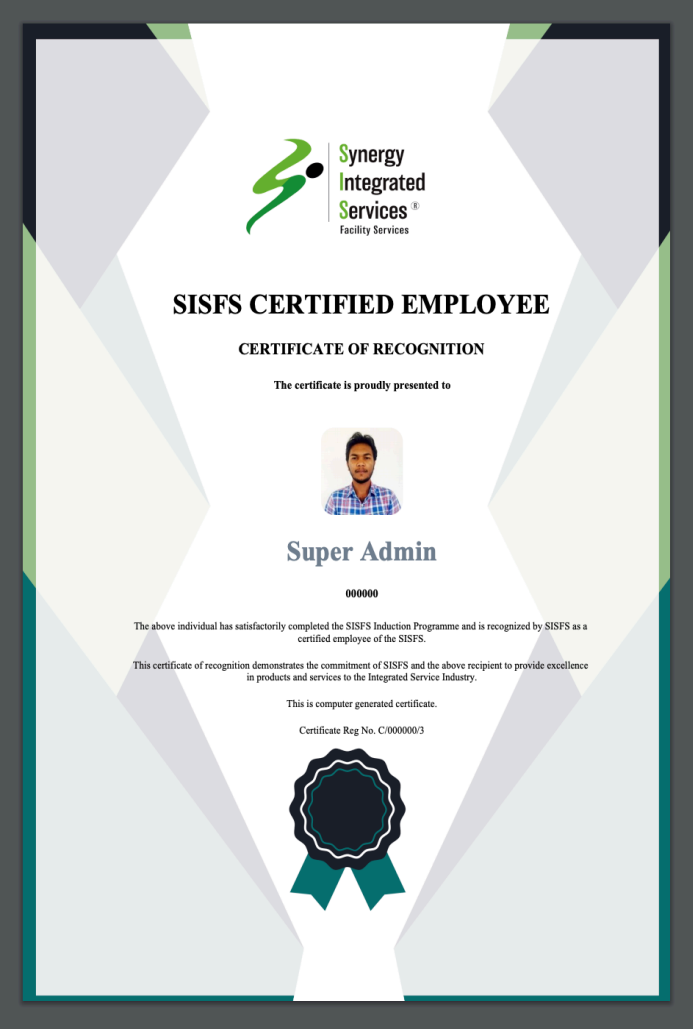 Synergy
Integrated
Services ®
Facility Services
SISFS CERTIFIED EMPLOYEE
CERTIFICATE OF RECOGNITION
The certificate is proudly presented to
Super Admin
000000
The above individual has satisfactorily completed the SISFS Induction Programme and is recognized by SISFS as a
certified employee of the SISFS.
This certificate of recognition demonstrates the commitment of SISFS and the above recipient to provide excellence
in products and services to the Integrated Service Industry.
This is computer generated certificate.
Certificate Reg No. C/000000/3